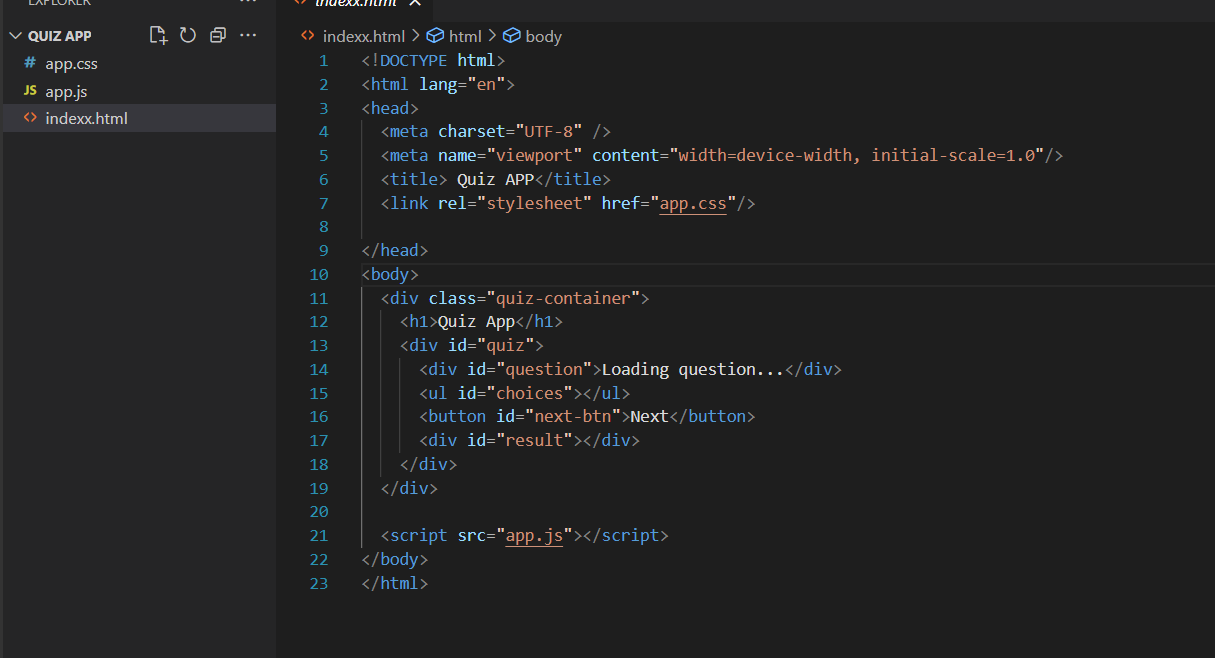 EXPLORER
indexx.html
QUIZ APP
# app.css
JS app.js
<> indexx.html
<> indexx.html > html > body
1 <!DOCTYPE html>
2 <html lang="en">
3 <head>
4 <meta charset="UTF-8" />
5 <meta name="viewport" content="width=device-width, initial-scale=1.0"/>
6 <title> Quiz APP</title>
7 <link rel="stylesheet" href="app.css"/>
8
9 </head>
10 <body>
11 <div class="quiz-container">
12 <h1>Quiz App</h1>
13 <div id="quiz">
14 <div id="question">Loading question...</div>
15 <ul id="choices"></ul>
16 <button id="next-btn">Next</button>
17 <div id="result"></div>
18 </div>
19 </div>
20
21 <script src="app.js"></script>
22 </body>
23 </html>